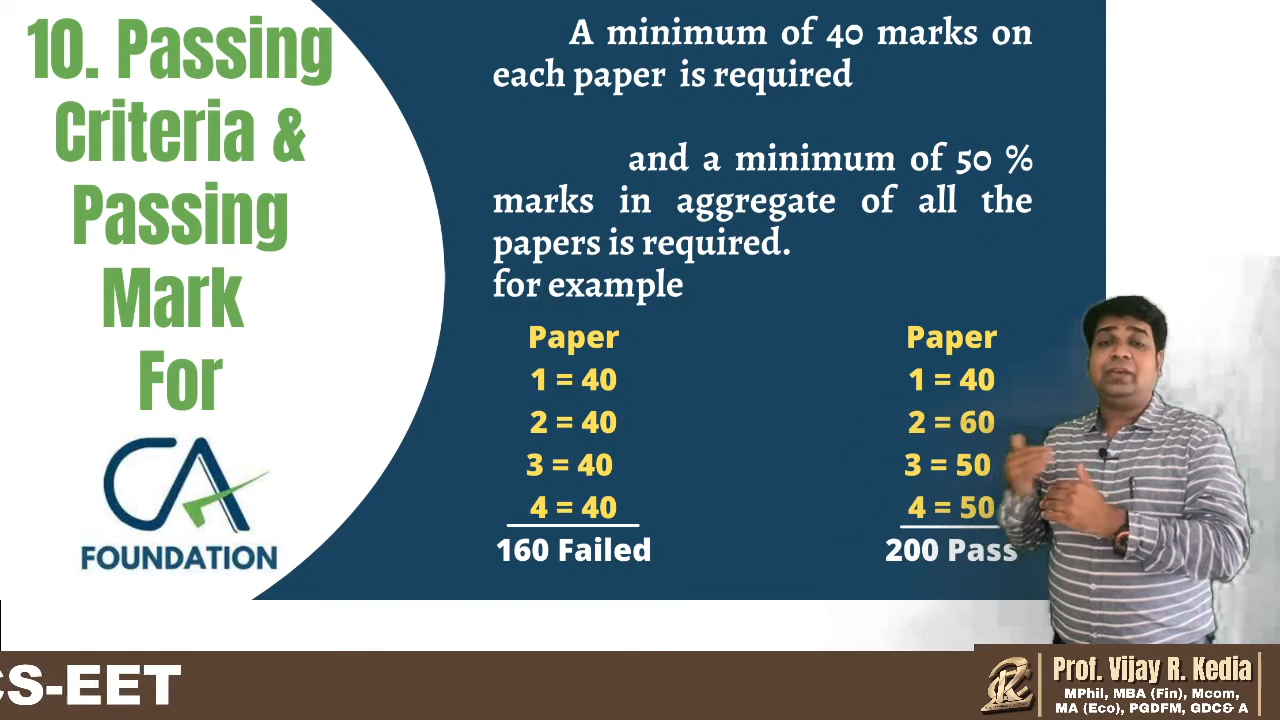 10. Passing
Criteria &
Passing
Mark
For
CA
FOUNDATION
A minimum of 40 marks on
each paper is required
and a minimum of 50 %
marks in aggregate of all the
papers is required.
for example
Paper
1 = 40
2 = 40
3 = 40
4 = 40
160 Failed
Paper
1 = 40
2 = 60
3 = 50
4 = 50
200 Pass
CS-EET
Prof. Vijay R. Kedia
MPhil, MBA (Fin), Mcom,
MA (Eco), PGDFM, GDC& A